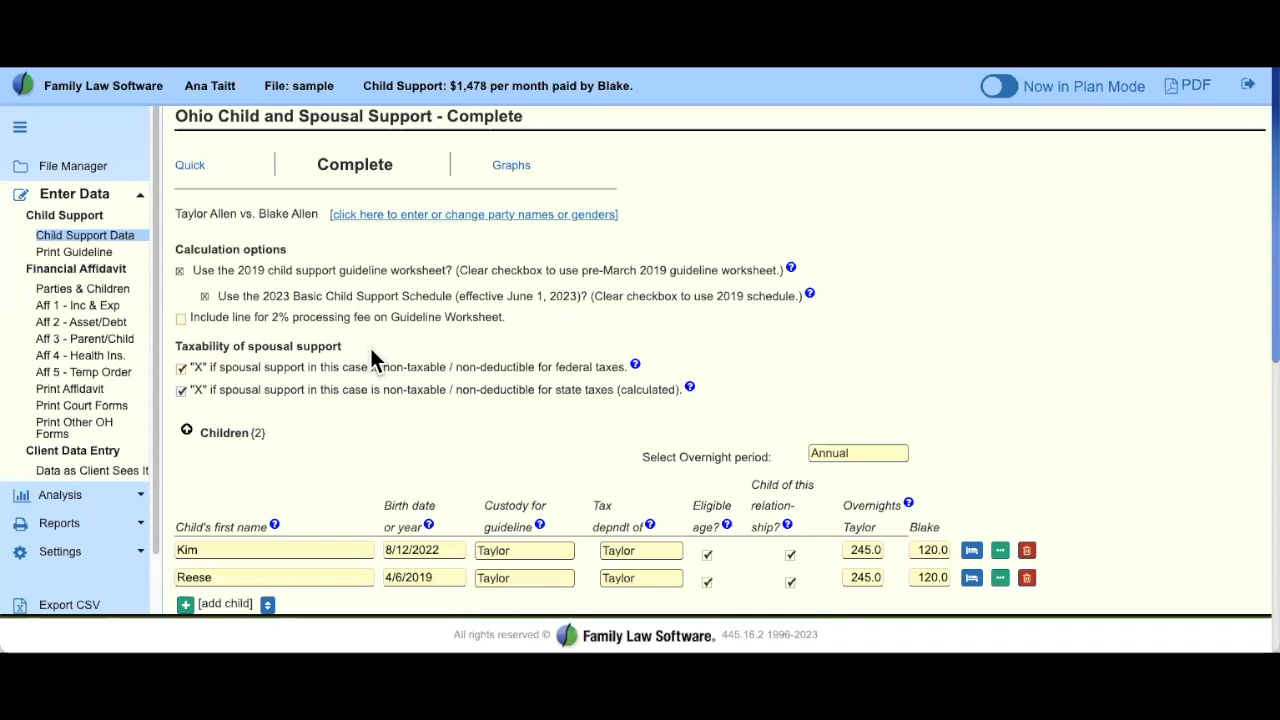 Family Law Software Ana Taitt File: sample Child Support: $1,478 per month paid by Blake. Now in Plan Mode PDF
File Manager
Enter Data
Child Support
Child Support Data
Print Guideline
Financial Affidavit
Parties & Children
Aff 1 - Inc & Exp
Aff 2 - Asset/Debt
Aff 3 - Parent/Child
Aff 4 - Health Ins.
Aff 5 - Temp Order
Print Affidavit
Print Court Forms
Print Other OH
Forms
Client Data Entry
Data as Client Sees It
Analysis
Reports
Settings
Export CSV
Ohio Child and Spousal Support - Complete
Quick Complete Graphs
Taylor Allen vs. Blake Allen [click here to enter or change party names or genders]
Calculation options
Use the 2019 child support guideline worksheet? (Clear checkbox to use pre-March 2019 guideline worksheet.) ?
Use the 2023 Basic Child Support Schedule (effective June 1, 2023)? (Clear checkbox to use 2019 schedule.) ?
Include line for 2% processing fee on Guideline Worksheet.
Taxability of spousal support
"X" if spousal support in this case is non-taxable / non-deductible for federal taxes. ?
"X" if spousal support in this case is non-taxable / non-deductible for state taxes (calculated). ?
Children {2}
Select Overnight period: Annual
Child of this
Birth date Custody for Tax Eligible relation- Overnights ?
Child's first name ? or year ? guideline ? depndt of ? age? ? ship? ? Taylor Blake
Kim 8/12/2022 Taylor Taylor 245.0 120.0
Reese 4/6/2019 Taylor Taylor 245.0 120.0
[add child]
All rights reserved © Family Law Software. 445.16.2 1996-2023